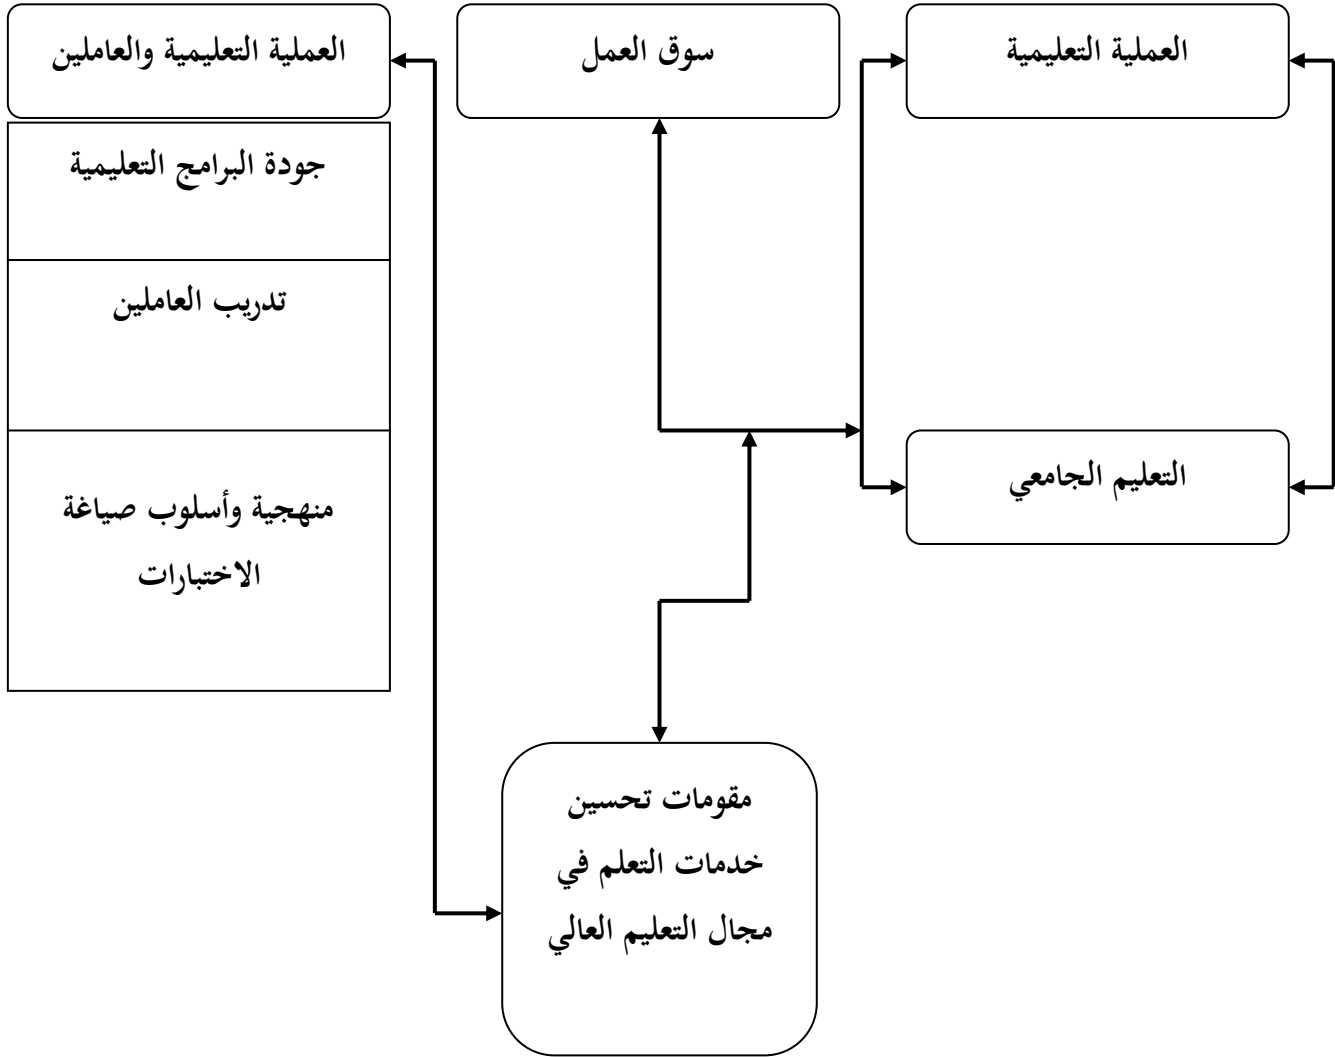 العملية التعليمية
سوق العمل
العملية التعليمية والعاملين
جودة البرامج التعليمية
تدريب العاملين
منهجية وأسلوب صياغة
الاختبارات
التعليم الجامعي
مقومات تحسين
خدمات التعلم في
مجال التعليم العالي